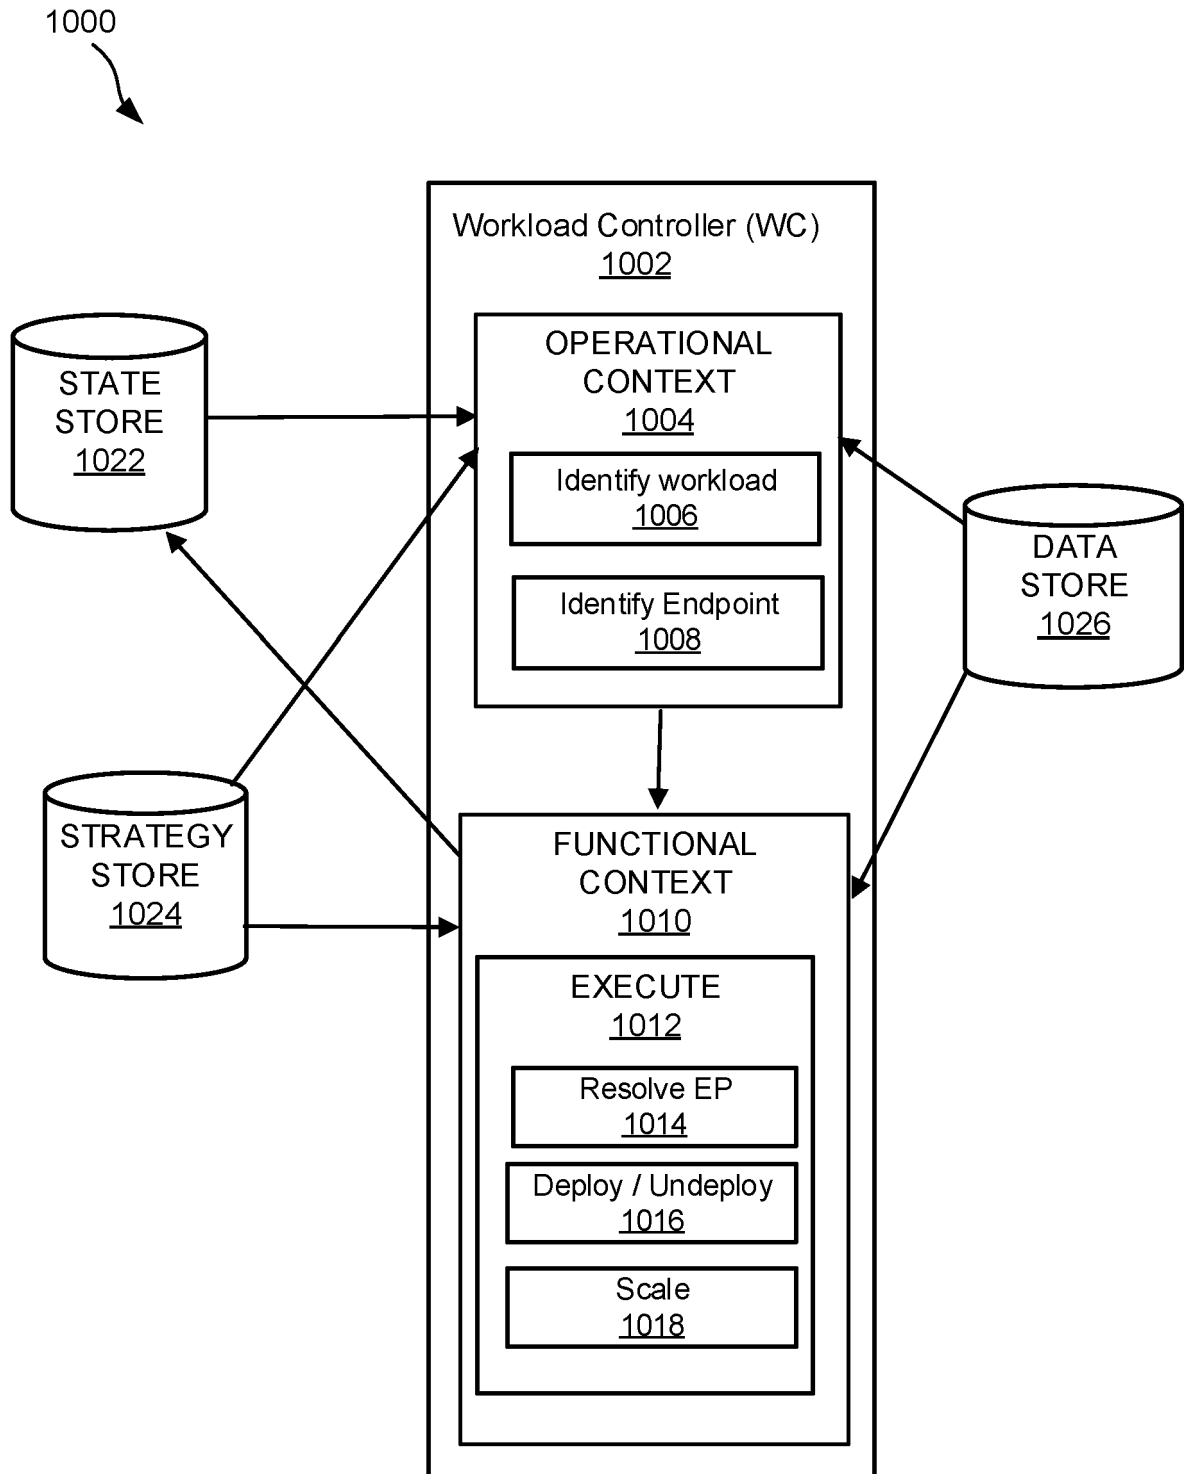 1000
Workload Controller (WC)
1002
OPERATIONAL
CONTEXT
1004
Identify workload
1006
Identify Endpoint
1008
STATE
STORE
1022
DATA
STORE
1026
STRATEGY
STORE
1024
FUNCTIONAL
CONTEXT
1010
EXECUTE
1012
Resolve EP
1014
Deploy / Undeploy
1016
Scale
1018